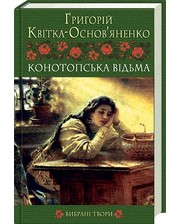 ГРИГОРІЙ
КВІТКА-ОСНОВ'ЯНЕНКО
КОНОТОПСЬКА ВІДЬМА
ВИБРАНІ ТВОРИ